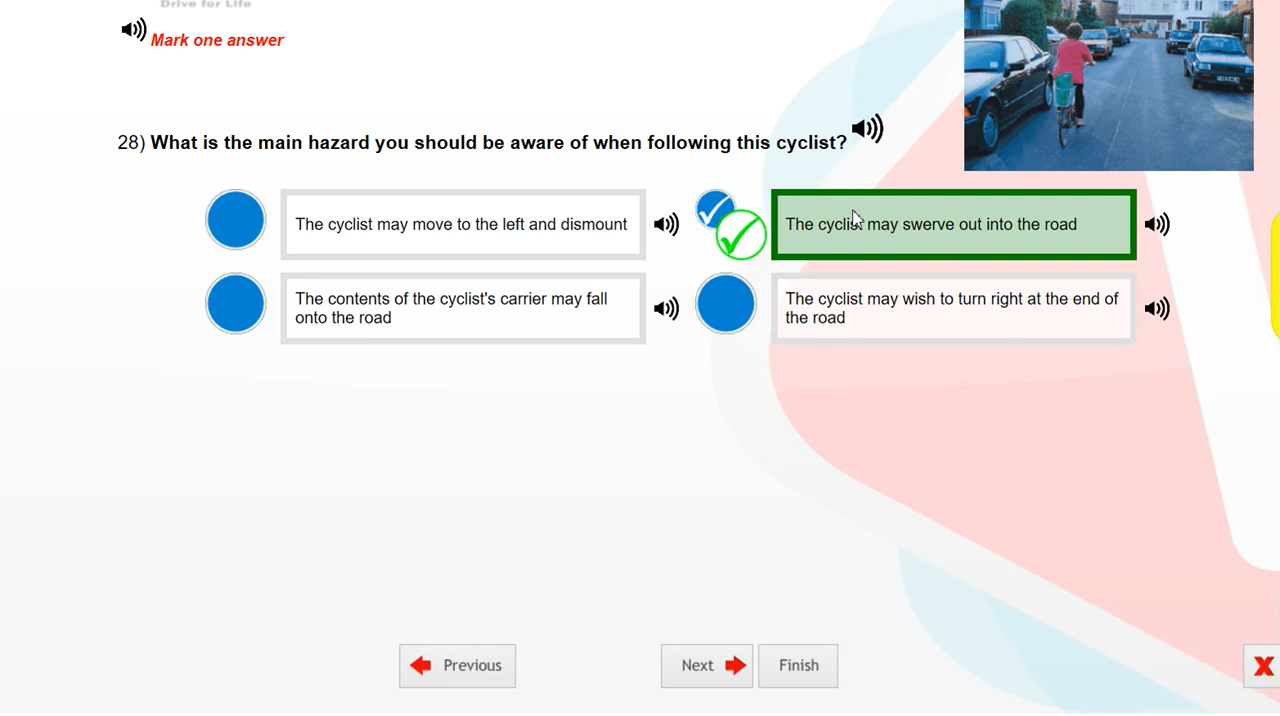 Drive for Life
Mark one answer
28) What is the main hazard you should be aware of when following this cyclist?
The cyclist may move to the left and dismount
The cyclist may swerve out into the road
The contents of the cyclist's carrier may fall
onto the road
The cyclist may wish to turn right at the end of
the road
Previous
Next
Finish
X